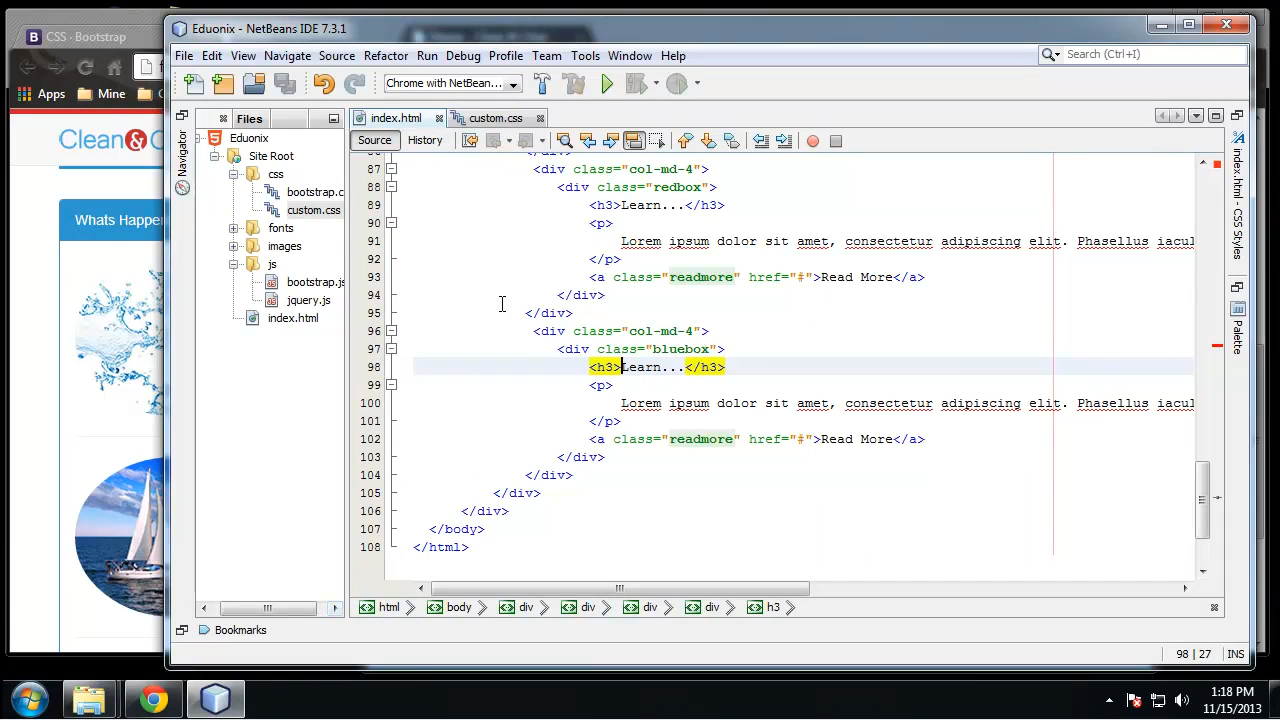 CSS · Bootstrap
Eduonix - NetBeans IDE 7.3.1
File Edit View Navigate Source Refactor Run Debug Profile Team Tools Window Help
Search (Ctrl+I)
Chrome with NetBean...
Apps Mine
Files
Navigator
index.html
custom.css
Source History
Eduonix
Site Root
css
bootstrap.c
custom.css
fonts
images
js
bootstrap.js
jquery.js
index.html
Clean&C
Whats Happen
87 <div class="col-md-4">
88 <div class="redbox">
89 <h3>Learn...</h3>
90 <p>
91 Lorem ipsum dolor sit amet, consectetur adipiscing elit. Phasellus iacul
92 </p>
93 <a class="readmore" href="#">Read More</a>
94 </div>
95 </div>
96 <div class="col-md-4">
97 <div class="bluebox">
98 <h3>Learn...</h3>
99 <p>
100 Lorem ipsum dolor sit amet, consectetur adipiscing elit. Phasellus iacul
101 </p>
102 <a class="readmore" href="#">Read More</a>
103 </div>
104 </div>
105 </div>
106 </div>
107 </body>
108 </html>
index.html - CSS Styles
Palette
html body div div div div h3
Bookmarks
98 | 27 INS
1:18 PM
11/15/2013